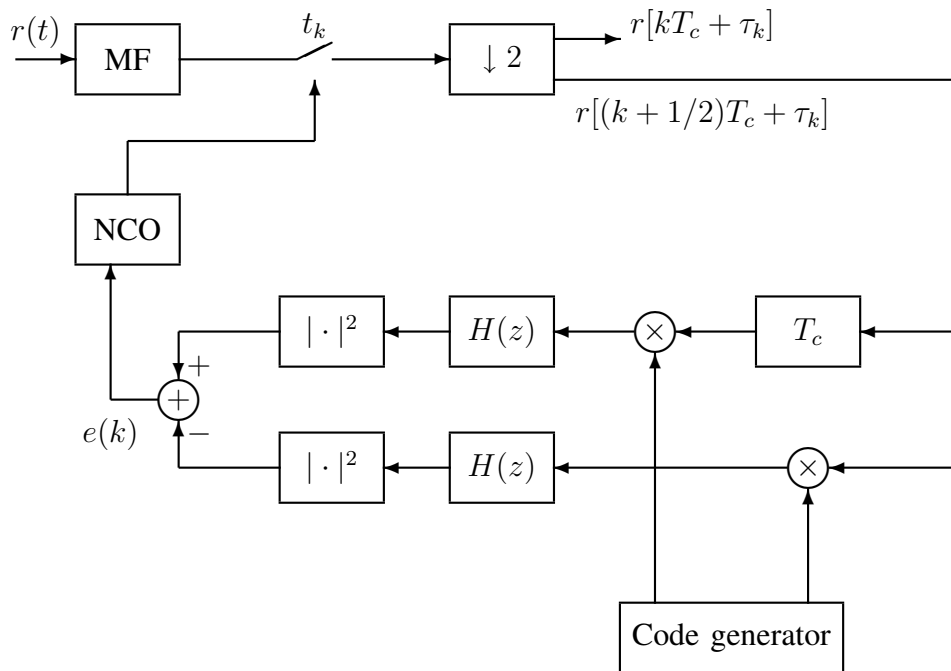 r(t)
MF
t_k
↓ 2
r[kT_c + τ_k]
r[(k + 1/2)T_c + τ_k]
NCO
| · |²
H(z)
×
T_c
+
+
−
e(k)
| · |²
H(z)
×
Code generator